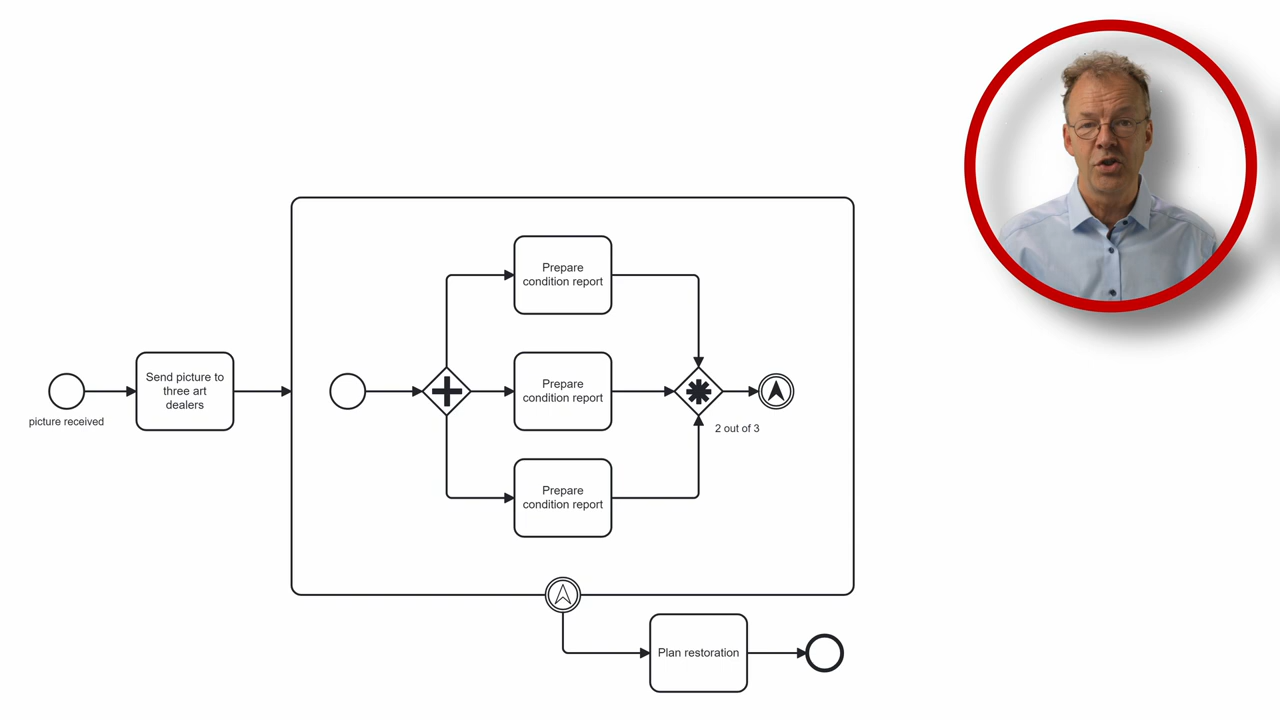 Prepare
condition report
Send picture to
three art
dealers
picture received
Prepare
condition report
2 out of 3
Prepare
condition report
Plan restoration